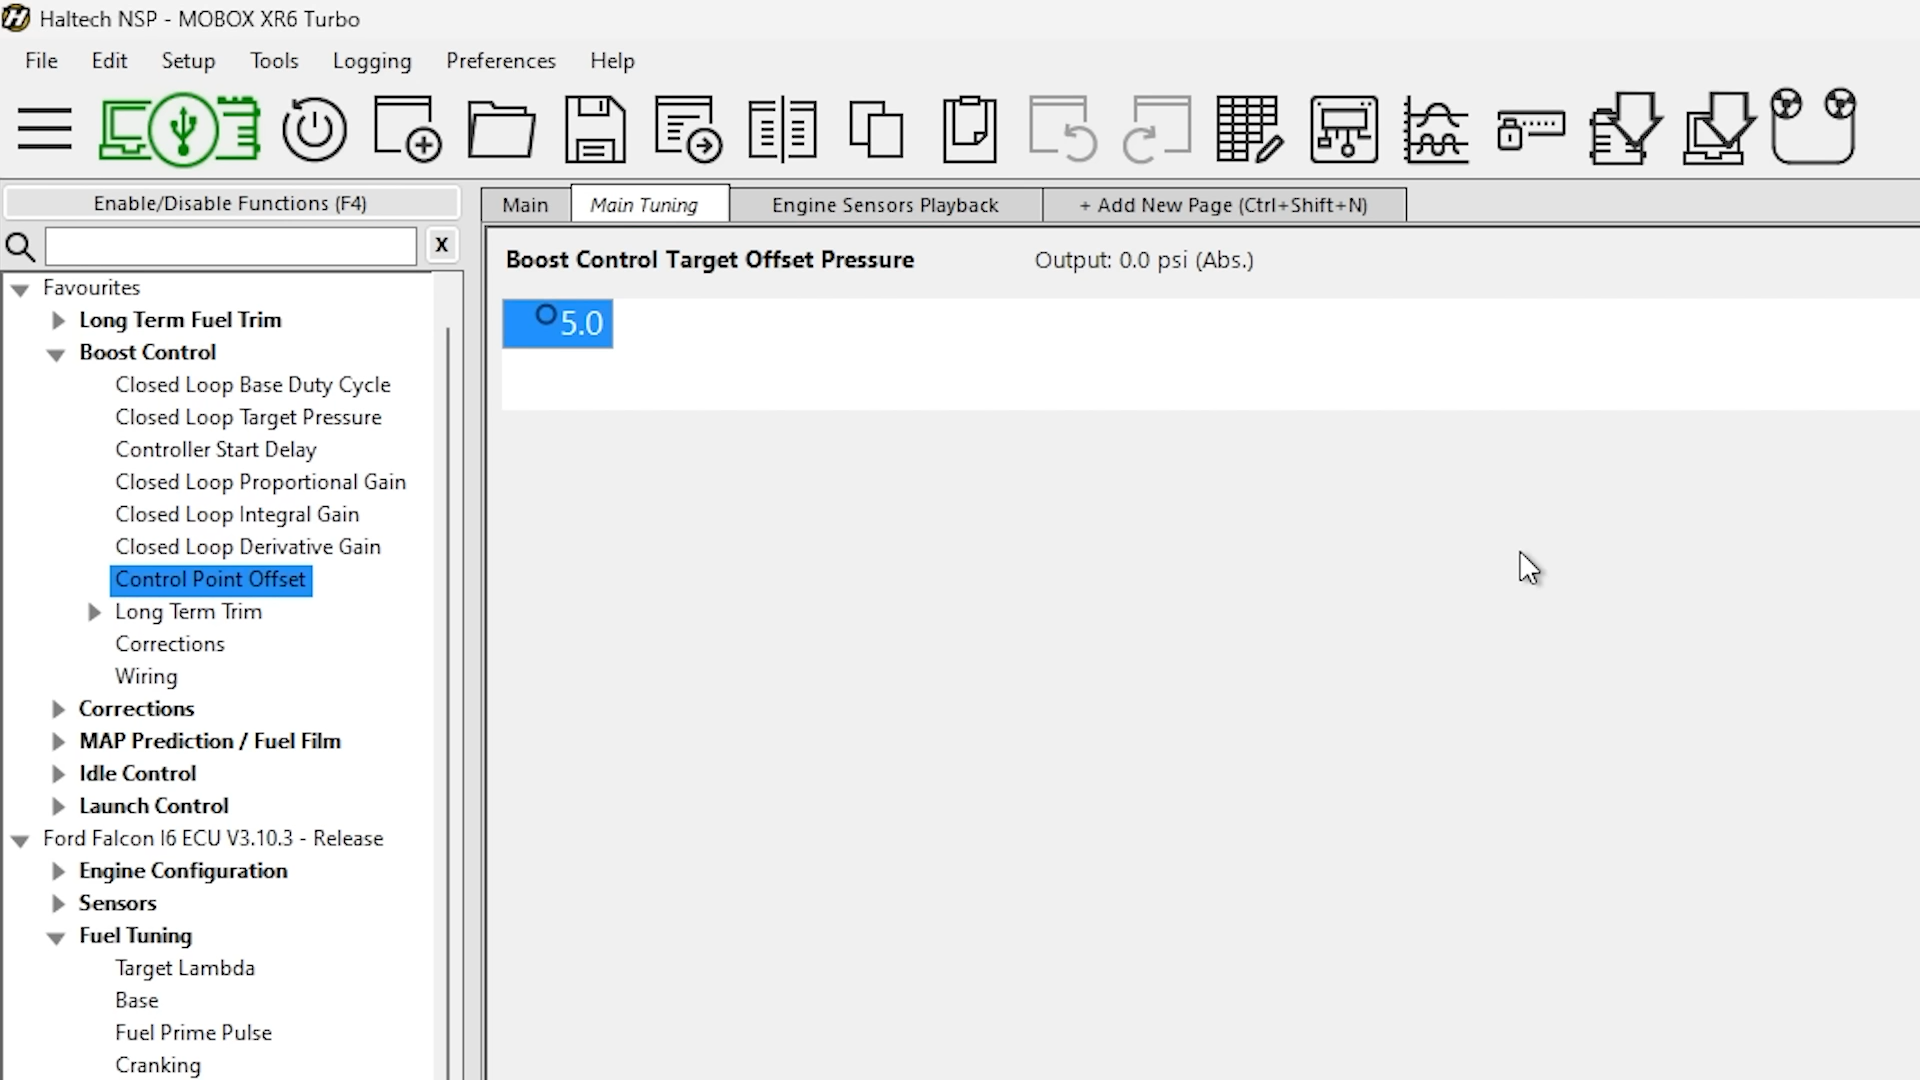 Haltech NSP - MOBOX XR6 Turbo
File Edit Setup Tools Logging Preferences Help
Enable/Disable Functions (F4)
X
Main Main Tuning Engine Sensors Playback + Add New Page (Ctrl+Shift+N)
Boost Control Target Offset Pressure Output: 0.0 psi (Abs.)
5.0
Favourites
Long Term Fuel Trim
Boost Control
Closed Loop Base Duty Cycle
Closed Loop Target Pressure
Controller Start Delay
Closed Loop Proportional Gain
Closed Loop Integral Gain
Closed Loop Derivative Gain
Control Point Offset
Long Term Trim
Corrections
Wiring
Corrections
MAP Prediction / Fuel Film
Idle Control
Launch Control
Ford Falcon I6 ECU V3.10.3 - Release
Engine Configuration
Sensors
Fuel Tuning
Target Lambda
Base
Fuel Prime Pulse
Cranking